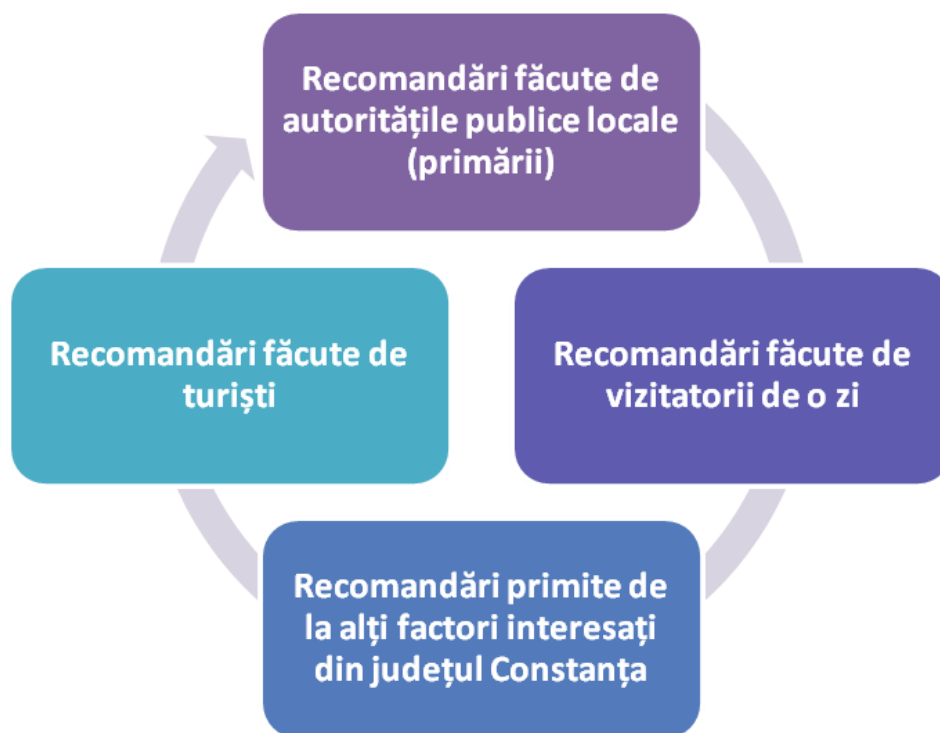 Recomandări făcute de
autoritățile publice locale
(primării)
Recomandări făcute de
turiști
Recomandări făcute de
vizitatorii de o zi
Recomandări primite de
la alți factori interesați
din județul Constanța